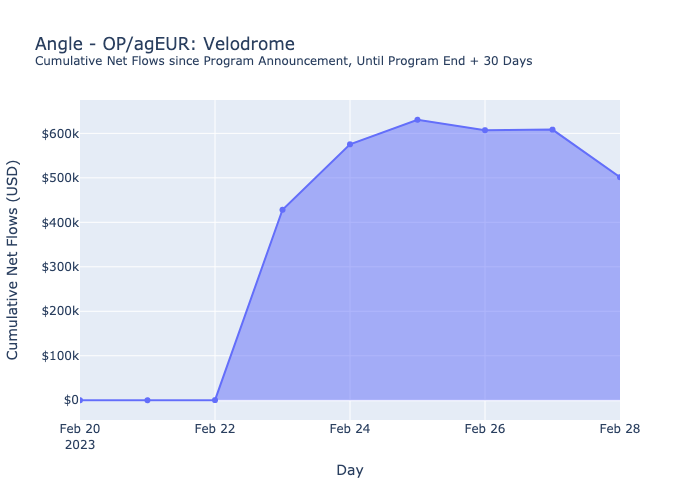 Angle - OP/agEUR: Velodrome
Cumulative Net Flows since Program Announcement, Until Program End + 30 Days
Cumulative Net Flows (USD)
$600k
$500k
$400k
$300k
$200k
$100k
$0
Feb 20
2023
Feb 22
Feb 24
Feb 26
Feb 28
Day